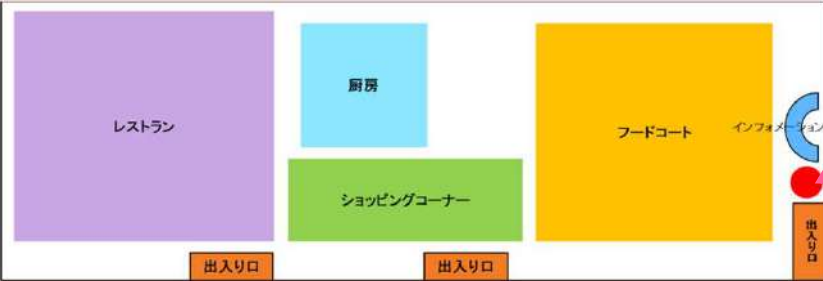 レストラン
厨房
ショッピングコーナー
フードコート
インフォメーション
出入り口
出入り口
出入り口